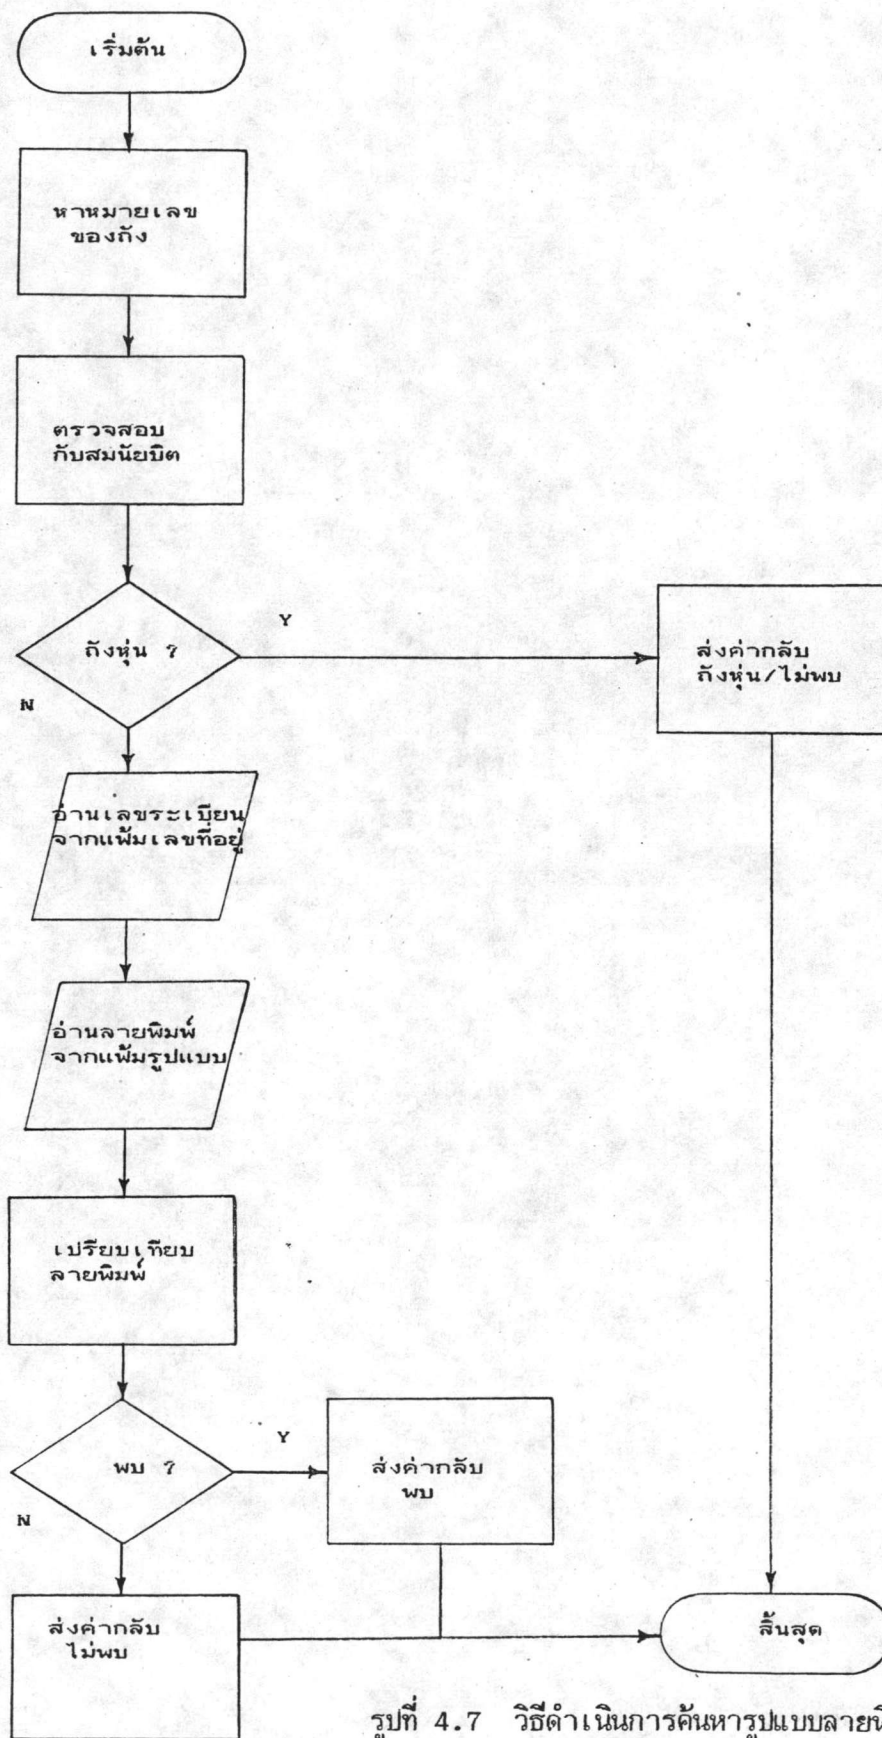 เริ่มต้น
หาหมายเลข
ของถัง
ตรวจสอบ
กับสมนัยบิต
ถังหุ่น ?
Y
N
ส่งค่ากลับ
ถังหุ่น/ไม่พบ
อ่านเลขระเบียน
จากแฟ้มเลขที่อยู่
อ่านลายพิมพ์
จากแฟ้มรูปแบบ
เปรียบเทียบ
ลายพิมพ์
พบ ?
Y
N
ส่งค่ากลับ
พบ
ส่งค่ากลับ
ไม่พบ
สิ้นสุด
รูปที่ 4.7 วิธีดำเนินการค้นหารูปแบบ